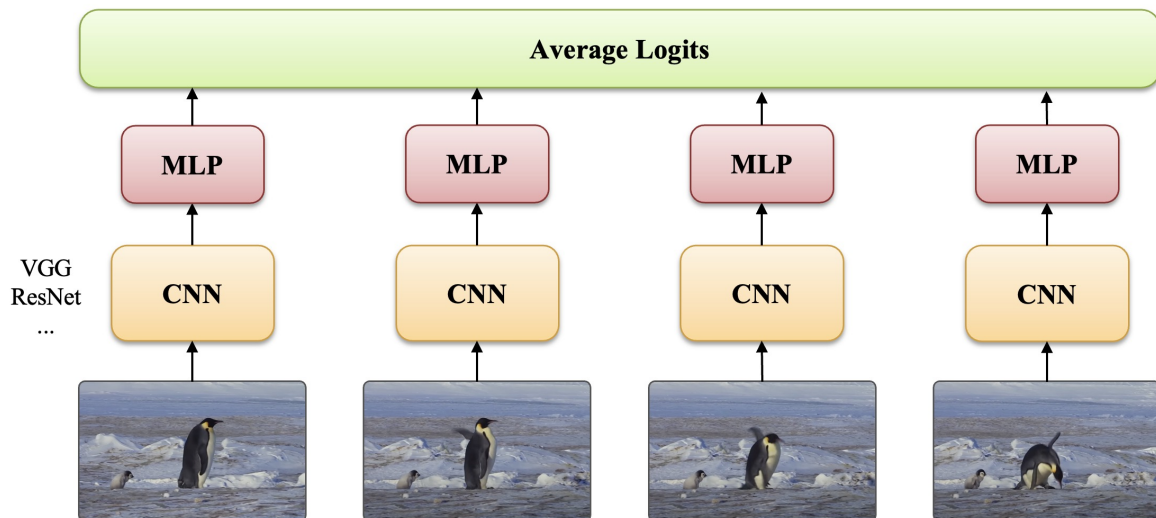 Average Logits
MLP MLP MLP MLP
VGG
ResNet
...
CNN CNN CNN CNN